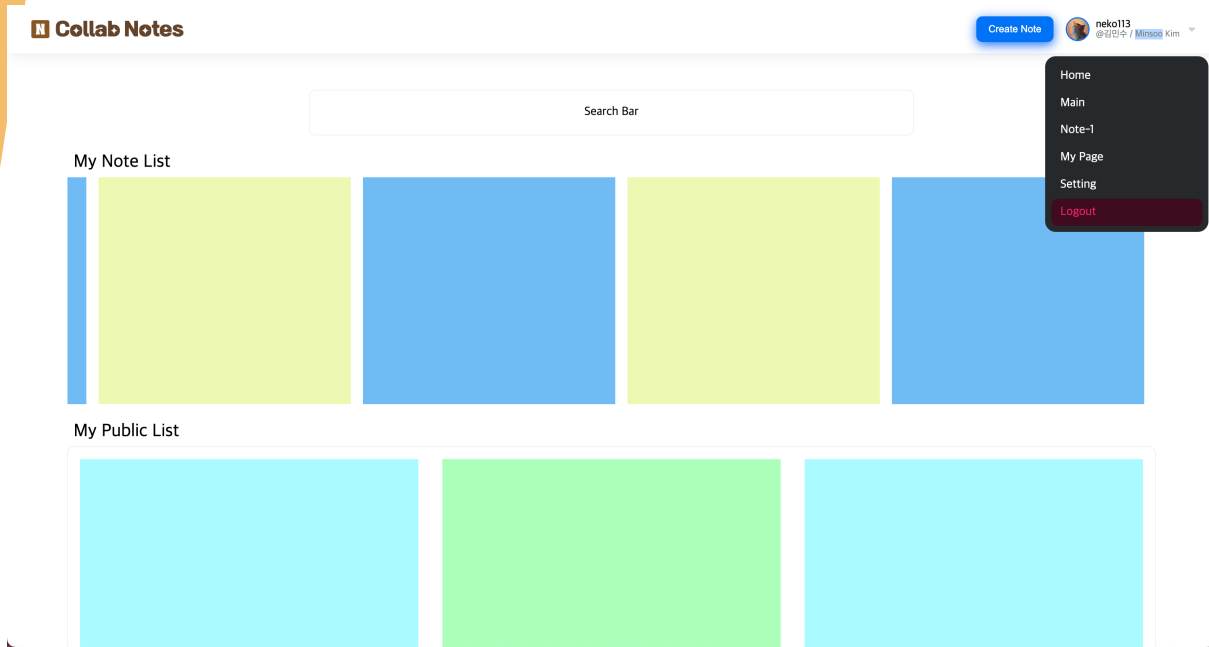 N Collab Notes
Create Note
neko113
@김민수 / Minsoo Kim
Home
Main
Note-1
My Page
Setting
Logout
Search Bar
My Note List
My Public List